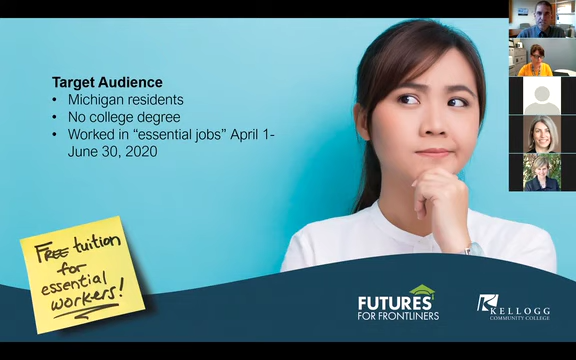 Target Audience
• Michigan residents
• No college degree
• Worked in “essential jobs” April 1-
June 30, 2020
FREE tuition
for
essential
workers!
FUTURES
FOR FRONTLINERS
KELLOGG
COMMUNITY COLLEGE